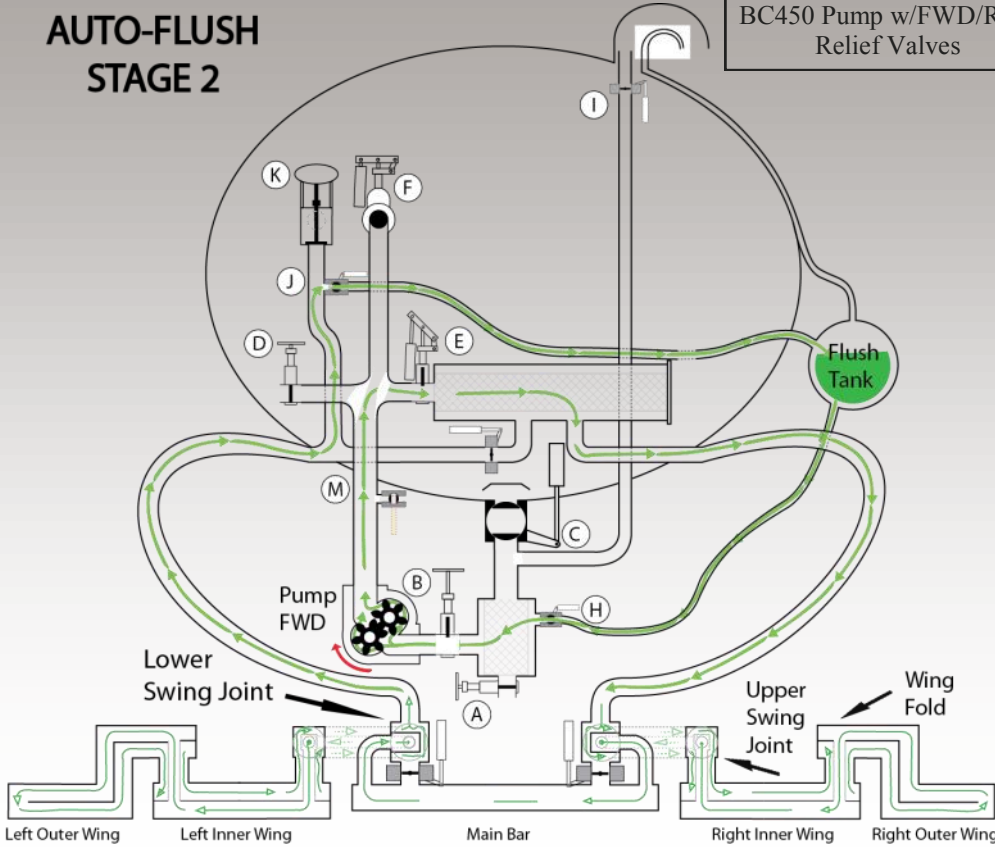 AUTO-FLUSH
STAGE 2
BC450 Pump w/FWD/R
Relief Valves
I
K
F
J
D
E
Flush
Tank
M
C
B
Pump
FWD
H
Lower
Swing Joint
A
Upper
Swing
Joint
Wing
Fold
Left Outer Wing
Left Inner Wing
Main Bar
Right Inner Wing
Right Outer Wing